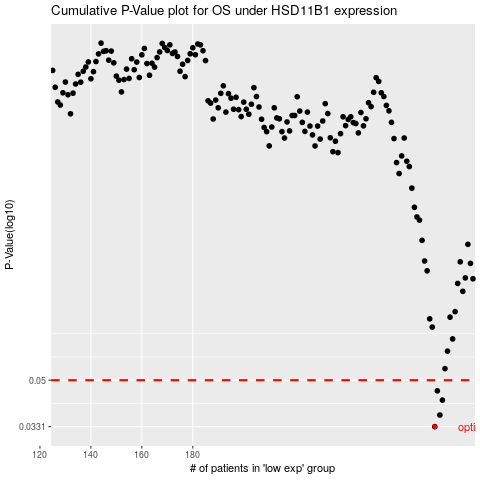 Cumulative P-Value plot for OS under HSD11B1 expression
P-Value(log10)
0.05
0.0331
opti
120 140 160 180
# of patients in 'low exp' group